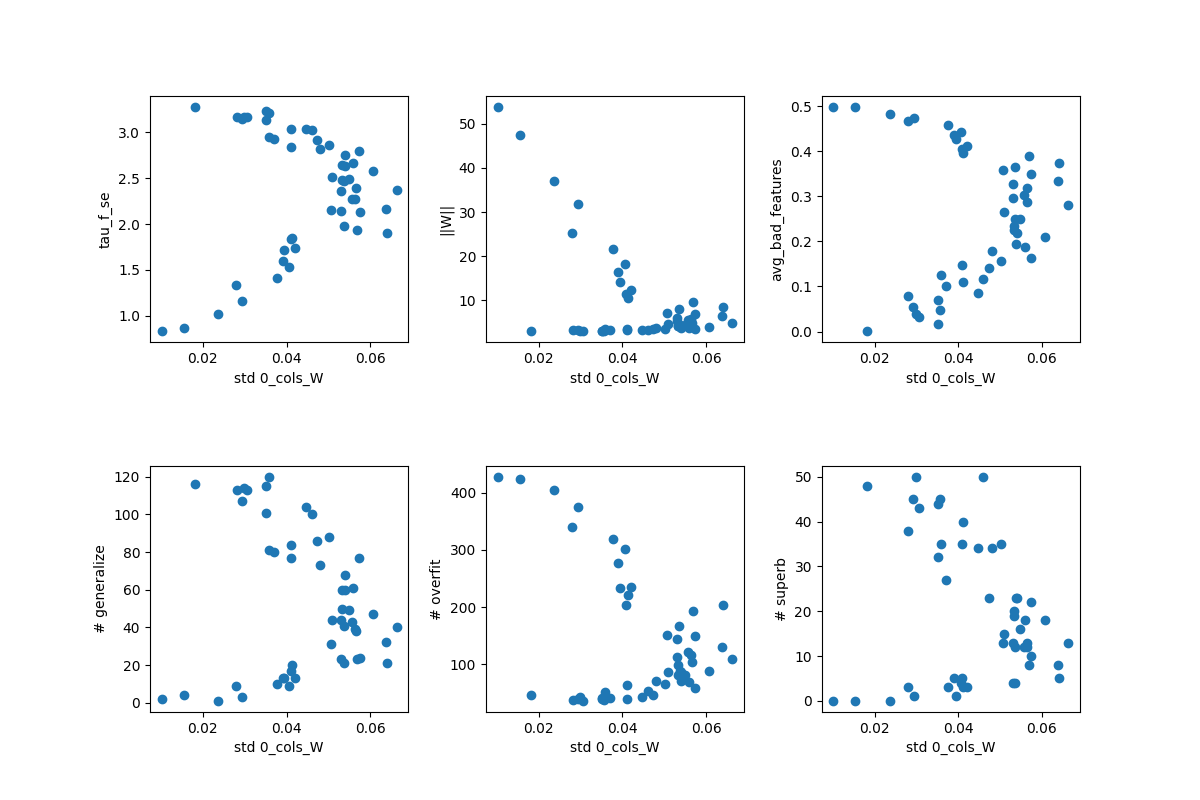 3.0
2.5
2.0
1.5
1.0
tau_f_se
0.02 0.04 0.06
std 0_cols_W
50
40
30
20
10
||W||
0.02 0.04 0.06
std 0_cols_W
0.5
0.4
0.3
0.2
0.1
0.0
avg_bad_features
0.02 0.04 0.06
std 0_cols_W
120
100
80
60
40
20
0
# generalize
0.02 0.04 0.06
std 0_cols_W
400
300
200
100
# overfit
0.02 0.04 0.06
std 0_cols_W
50
40
30
20
10
0
# superb
0.02 0.04 0.06
std 0_cols_W